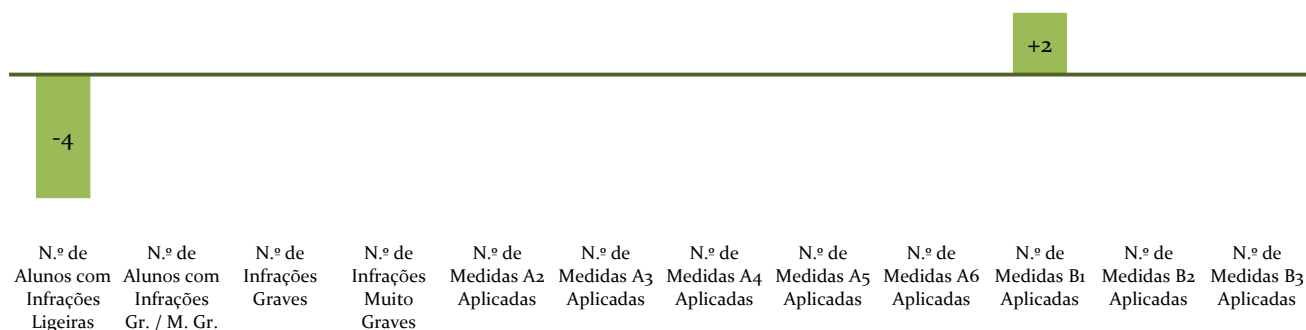 +2
-4
N.º de
Alunos com
Infrações
Ligeiras
N.º de
Alunos com
Infrações
Gr. / M. Gr.
N.º de
Infrações
Graves
N.º de
Infrações
Muito
Graves
N.º de
Medidas A2
Aplicadas
N.º de
Medidas A3
Aplicadas
N.º de
Medidas A4
Aplicadas
N.º de
Medidas A5
Aplicadas
N.º de
Medidas A6
Aplicadas
N.º de
Medidas B1
Aplicadas
N.º de
Medidas B2
Aplicadas
N.º de
Medidas B3
Aplicadas